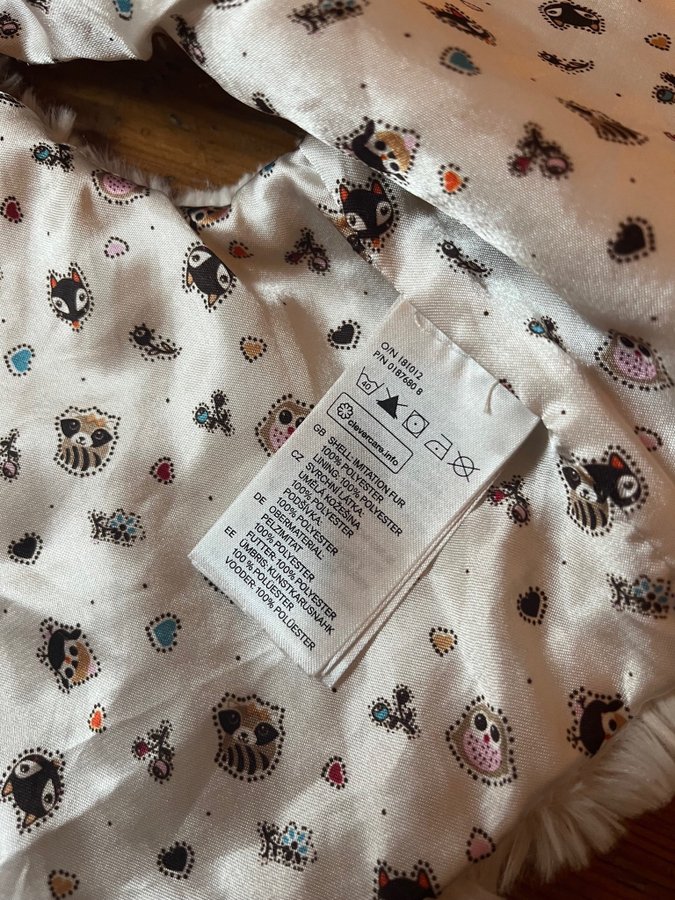 O/N 181012
P/N 0187680 8
40
clevercare.info
GB SHELL: IMITATION FUR
100% POLYESTER
LINING: 100% POLYESTER
CZ SVRCHNÍ LÁTKA:
UMĚLÁ KOŽEŠINA
100% POLYESTER
PODŠÍVKA:
100% POLYESTER
DE OBERMATERIAL:
PELZIMITAT
100% POLYESTER
FUTTER: 100% POLYESTER
EE ÜMBRIS: KUNSTKARUSNAHK
100 % POLÜESTER
VOODER: 100% POLÜESTER